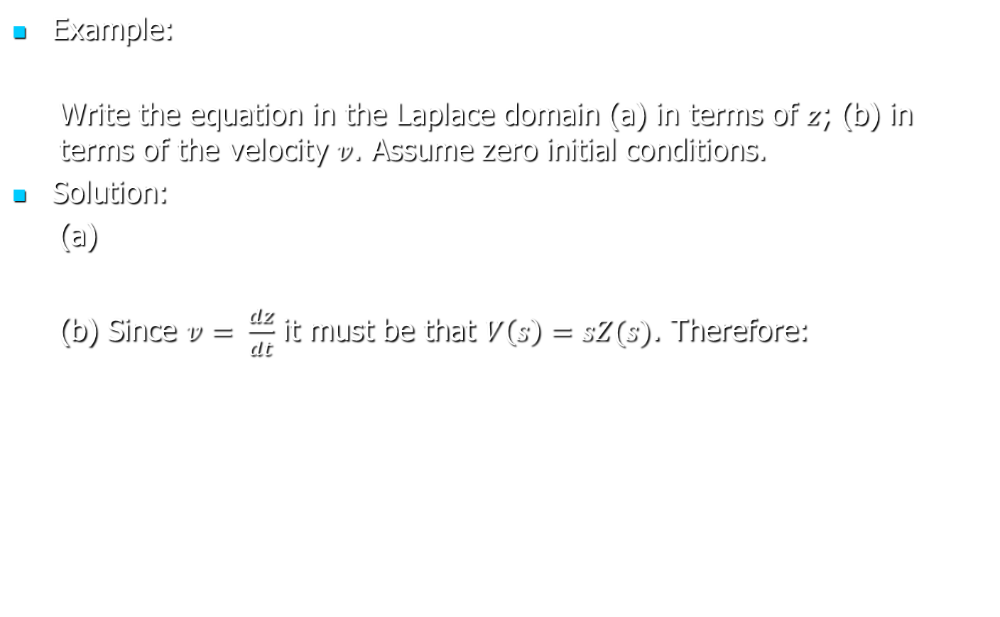 Example:
Write the equation in the Laplace domain (a) in terms of z; (b) in
terms of the velocity v. Assume zero initial conditions.
Solution:
(a)
(b) Since v = dz/dt it must be that V(s) = sZ(s). Therefore: